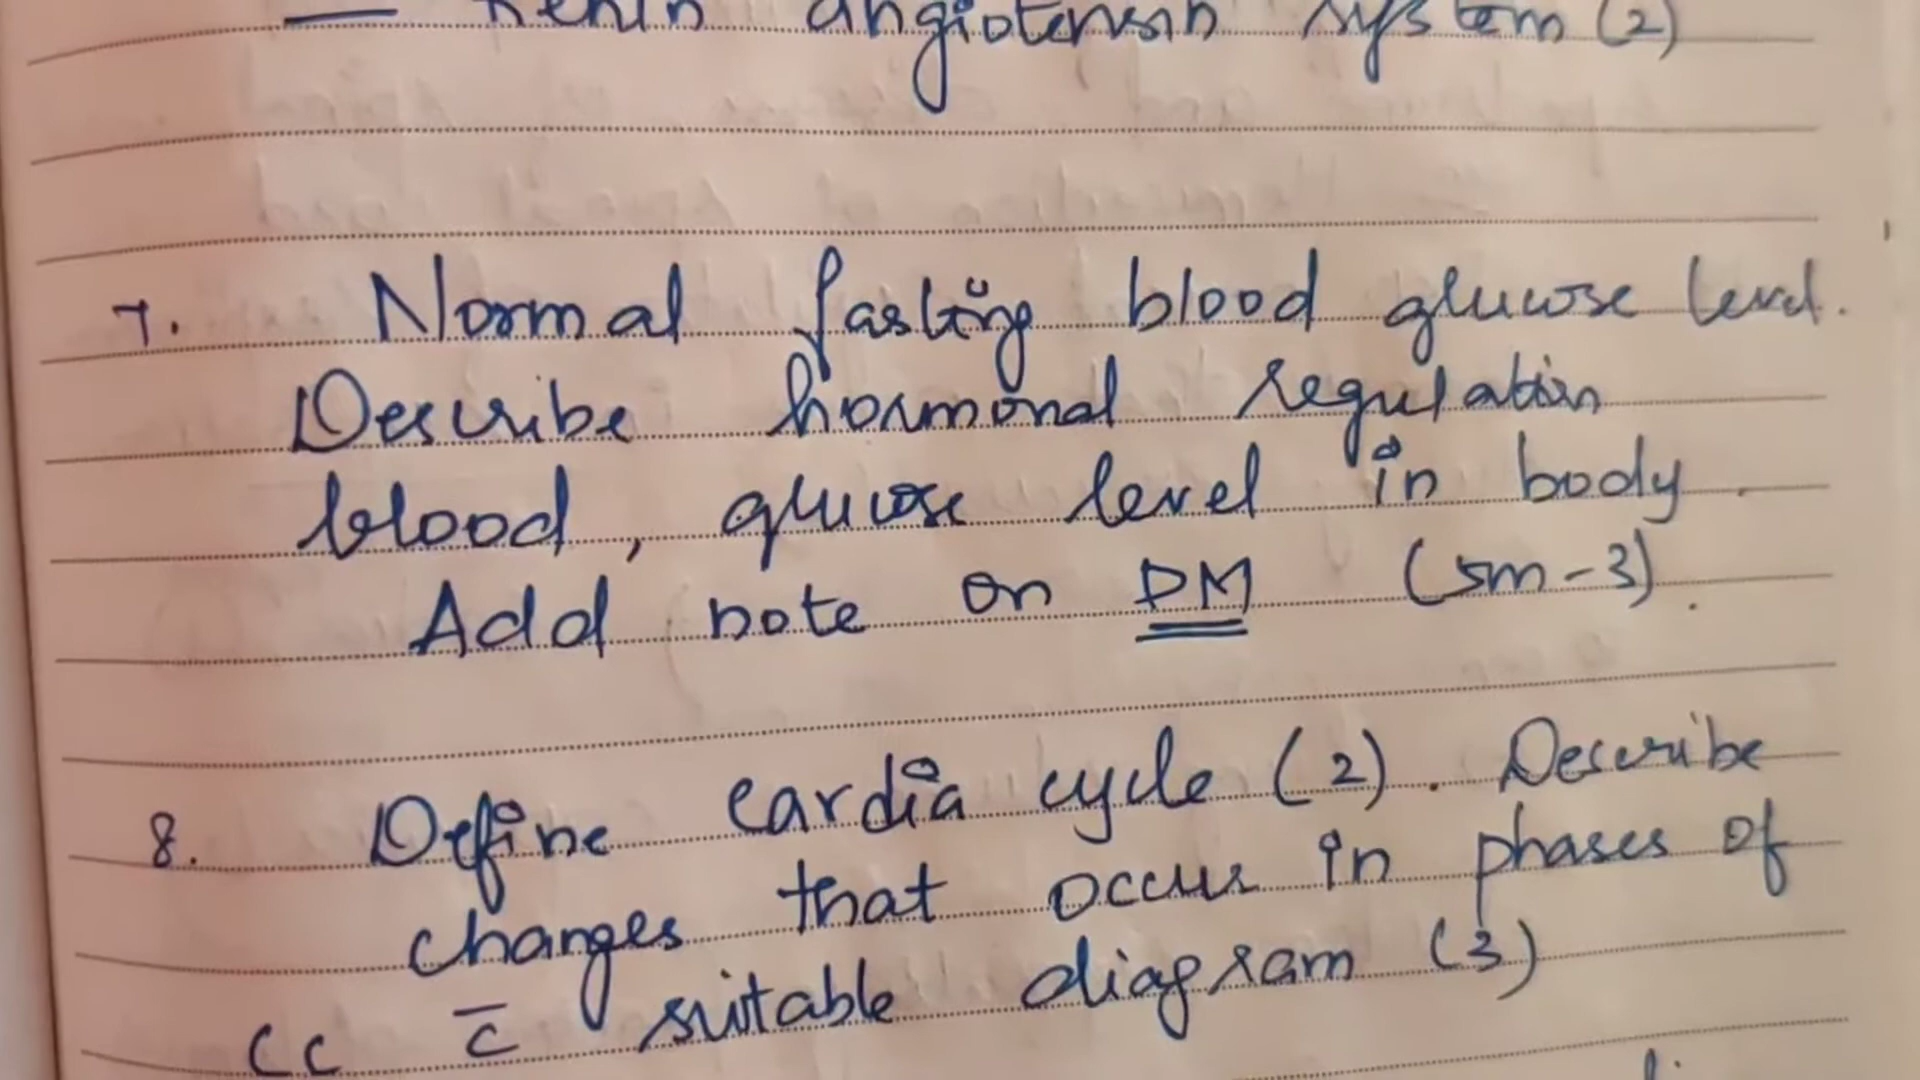 — Renin angiotensin system (2)
7. Normal fasting blood glucose level.
Describe hormonal regulation
blood, glucose level in body.
Add note on DM (5m-3).
8. Define cardia cycle (2). Describe
changes that occur in phases of
CC c̅ suitable diagram (3)